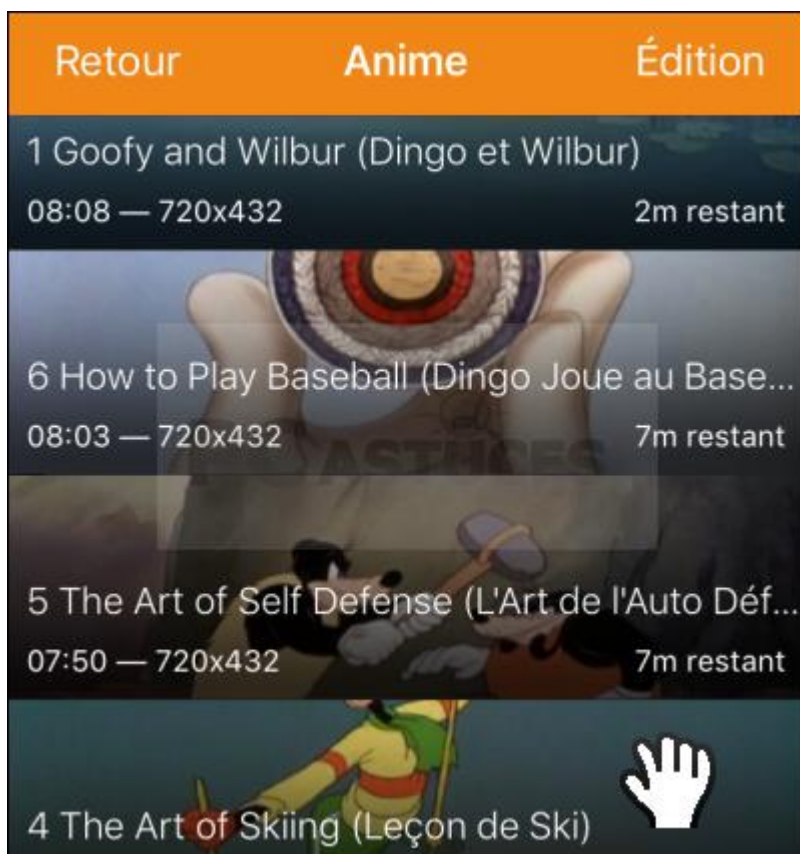 Retour Anime Édition
1 Goofy and Wilbur (Dingo et Wilbur)
08:08 — 720x432 2m restant
6 How to Play Baseball (Dingo Joue au Base...
08:03 — 720x432 7m restant
ASTUCES
5 The Art of Self Defense (L'Art de l'Auto Déf...
07:50 — 720x432 7m restant
4 The Art of Skiing (Leçon de Ski)